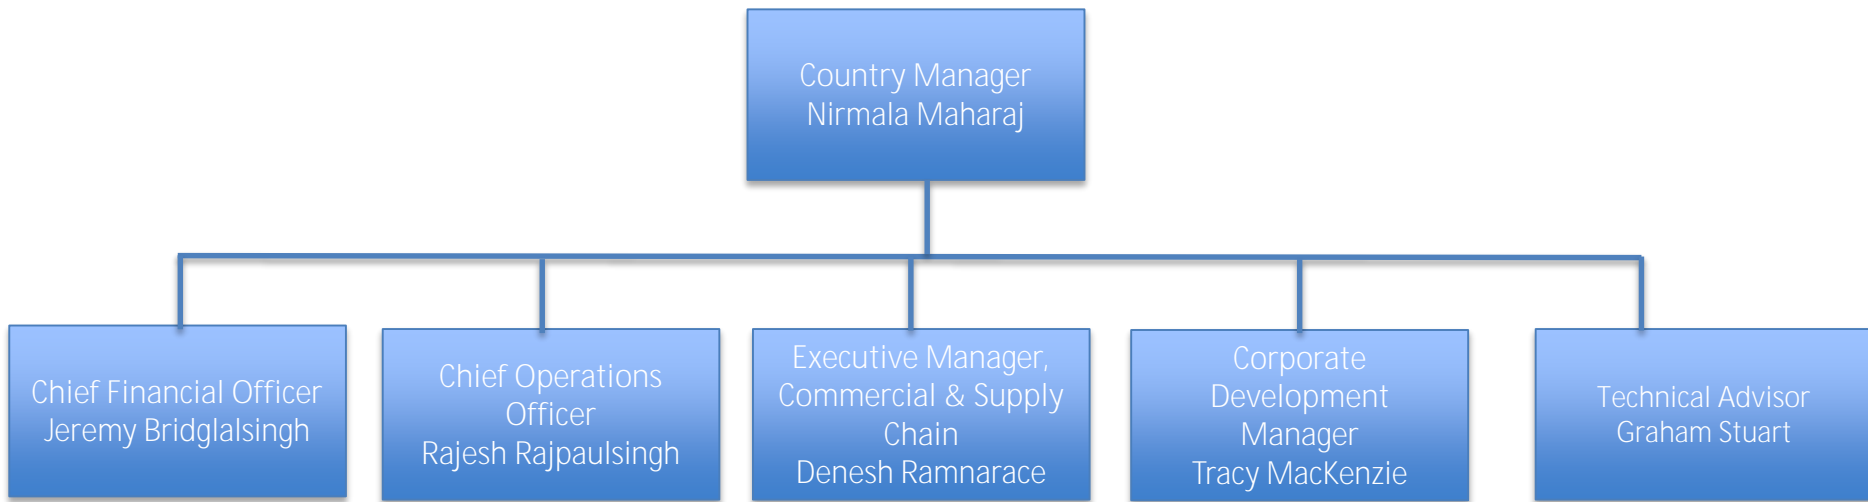 Country Manager
Nirmala Maharaj
Chief Financial Officer
Jeremy Bridglalsingh
Chief Operations
Officer
Rajesh Rajpaulsingh
Executive Manager,
Commercial & Supply
Chain
Denesh Ramnarace
Corporate
Development
Manager
Tracy MacKenzie
Technical Advisor
Graham Stuart